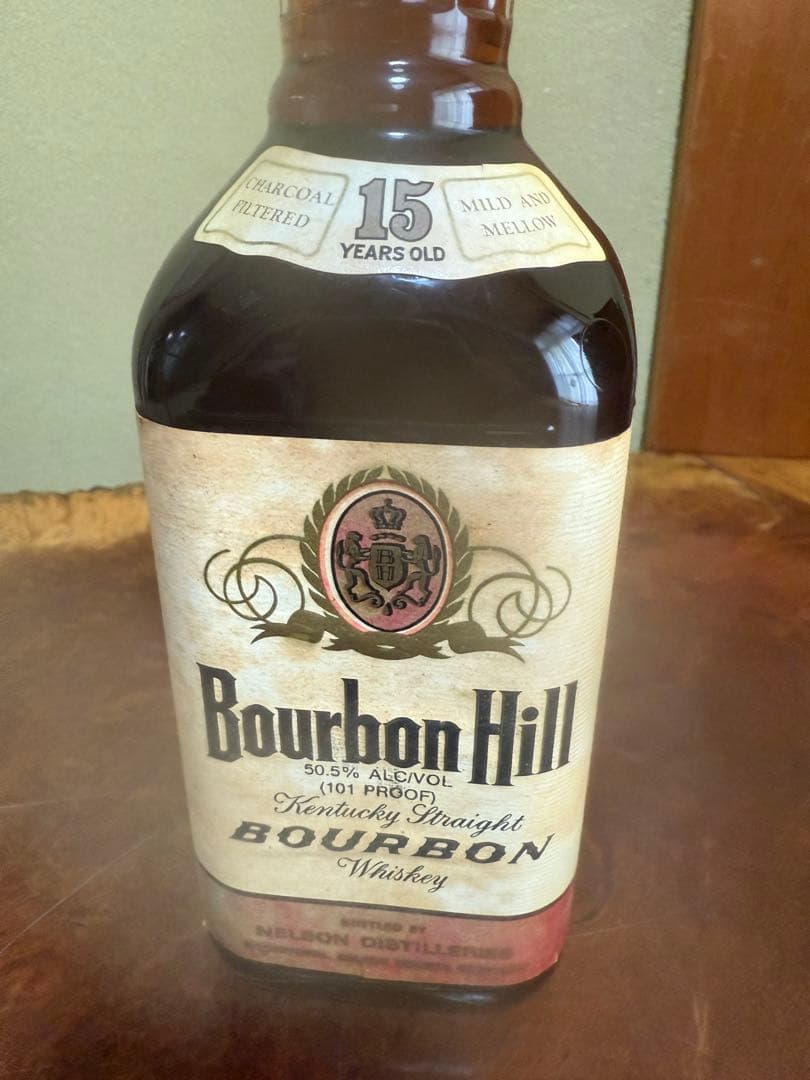 CHARCOAL
FILTERED
15
YEARS OLD
MILD AND
MELLOW
B
H
Bourbon Hill
50.5% ALC/VOL
(101 PROOF)
Kentucky Straight
BOURBON
Whiskey
BOTTLED BY
NELSON DISTILLERIES